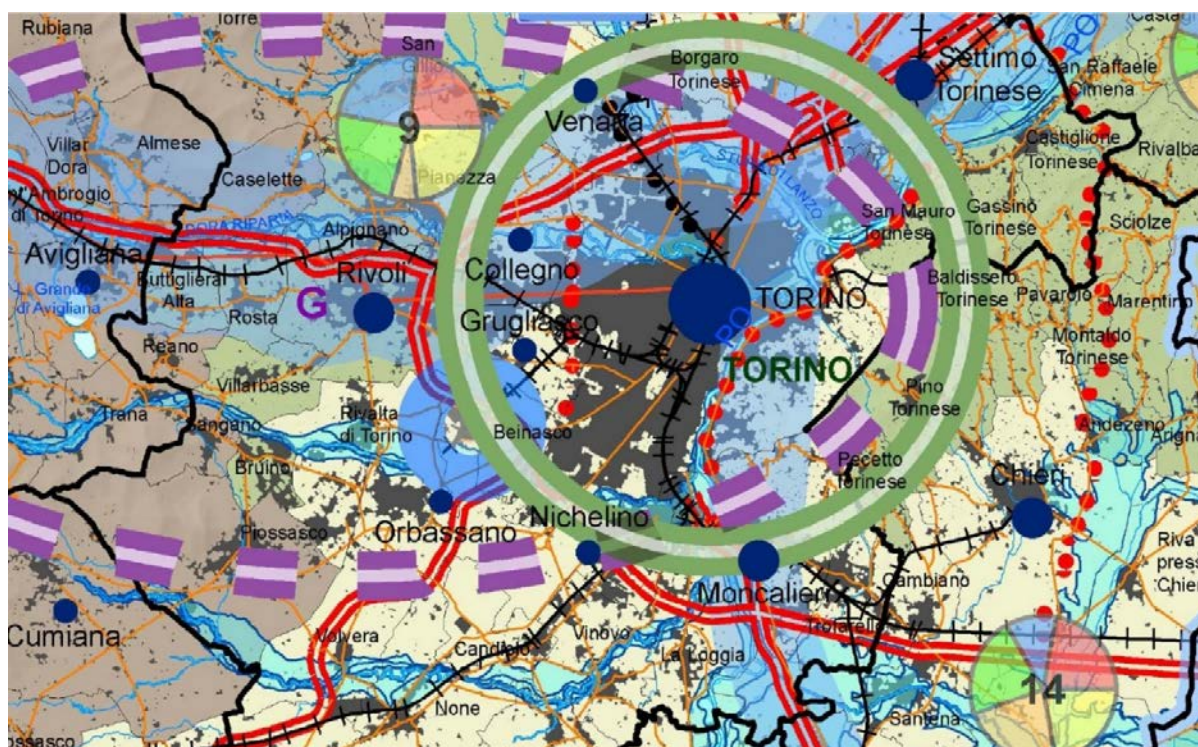 Rubiana
Torre
San
Gillio
Borgaro
Torinese
Settimo
Torinese
PO
San Raffaele
Cimena
Venaria
9
Villar
Dora
Almese
Caselette
Pianezza
STURA DI LANZO
Castiglione
Torinese
Rivalba
Sant'Ambrogio
di Torino
DORA RIPARIA
Alpignano
San Mauro
Torinese
Gassino
Torinese
Sciolze
Avigliana
Buttigliera
Alta
Rivoli
Collegno
TORINO
Baldissero
Torinese
Pavarolo
Marentino
L. Grande
di Avigliana
G
Rosta
Grugliasco
PO
Montaldo
Torinese
Reano
Villarbasse
TORINO
Pino
Torinese
Trana
Sangano
Rivalta
di Torino
Beinasco
Andezeno
Bruino
Pecetto
Torinese
Chieri
Piossasco
Orbassano
Nichelino
Riva
Cambiano
Moncalieri
Cumiana
Volvera
Candiolo
Vinovo
Trofarello
La Loggia
14
None
Santena